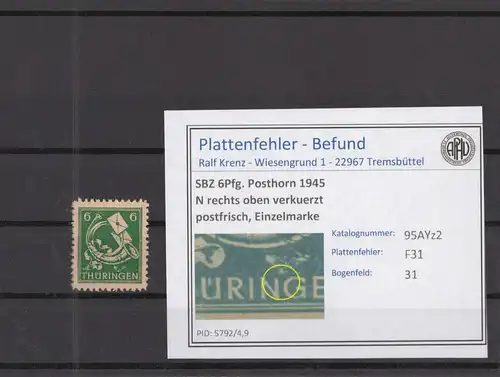 6 6
THÜRINGEN
Plattenfehler - Befund
Ralf Krenz - Wiesengrund 1 - 22967 Tremsbüttel
APHV
SBZ 6Pfg. Posthorn 1945
N rechts oben verkuerzt
postfrisch, Einzelmarke
ÜRINGE
Katalognummer: 95AYz2
Plattenfehler: F31
Bogenfeld: 31
PID: 5792/4,9